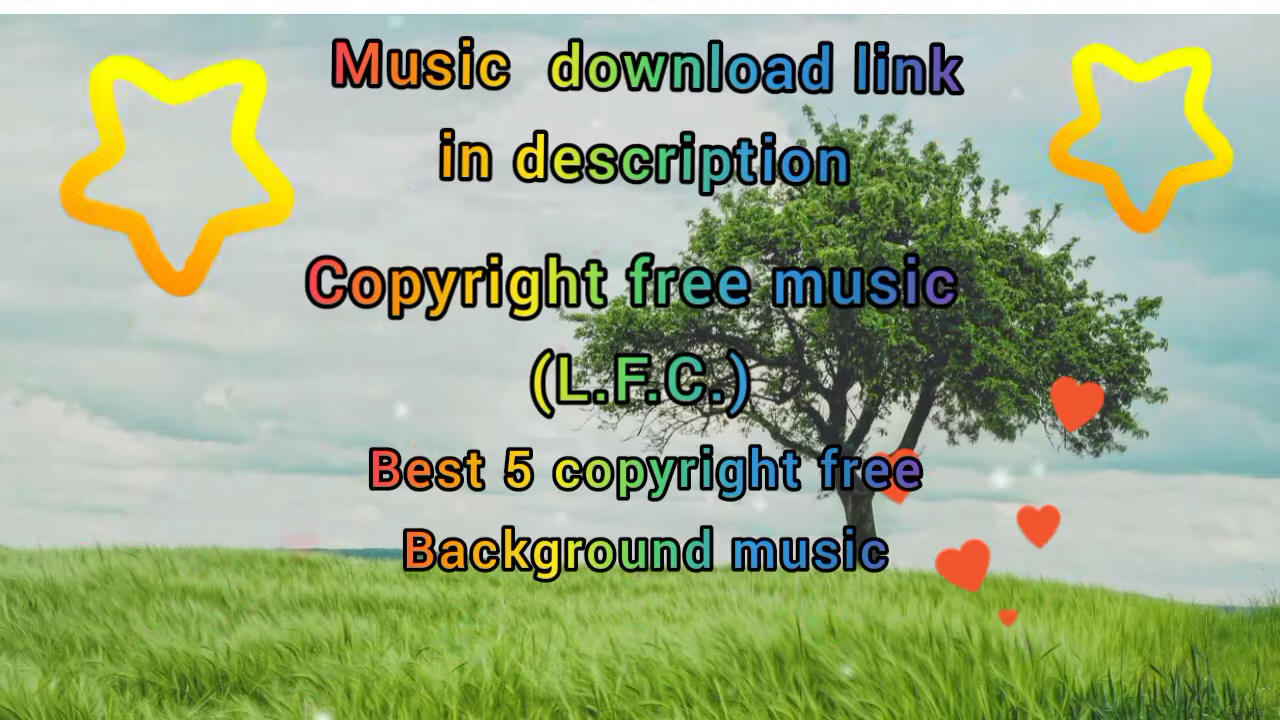 Music download link
in description
Copyright free music
(L.F.C.)
Best 5 copyright free
Background music